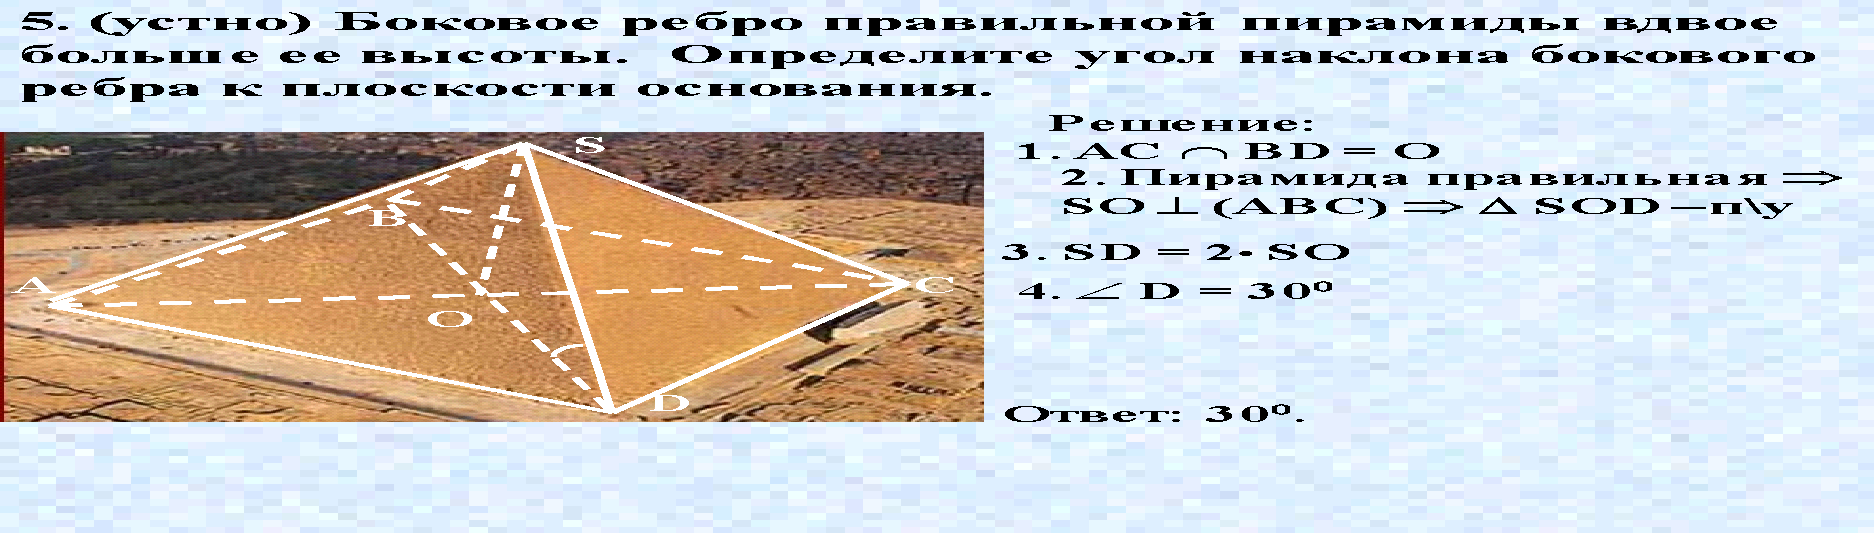 5. (устно) Боковое ребро правильной пирамиды вдвое
больше ее высоты. Определите угол наклона бокового
ребра к плоскости основания.
Решение:
1. AC ∩ BD = O
2. Пирамида правильная ⇒
SO ⊥ (ABC) ⇒ Δ SOD – п\у
3. SD = 2• SO
4. ∠ D = 30º
Ответ: 30º.
S
B
A
C
O
D